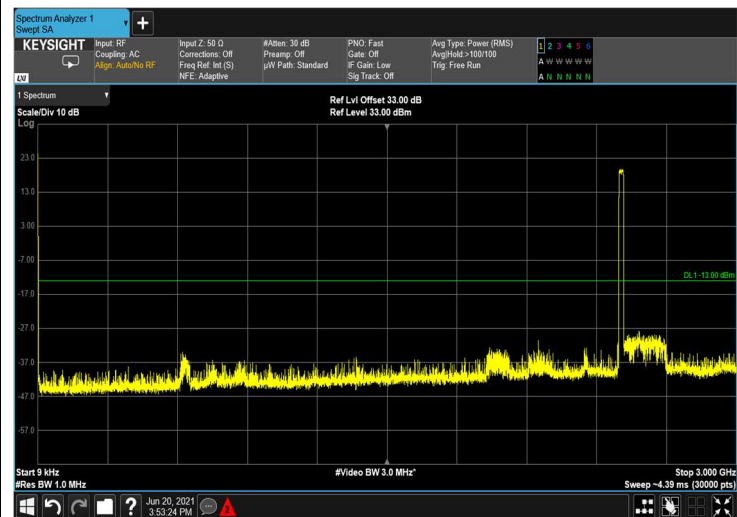 Spectrum Analyzer 1
Swept SA
+
KEYSIGHT
LXI
Input: RF
Coupling: AC
Align: Auto/No RF
Input Z: 50 Ω
Corrections: Off
Freq Ref: Int (S)
NFE: Adaptive
#Atten: 30 dB
Preamp: Off
µW Path: Standard
PNO: Fast
Gate: Off
IF Gain: Low
Sig Track: Off
Avg Type: Power (RMS)
Avg|Hold:>100/100
Trig: Free Run
1 2 3 4 5 6
A W W W W W
A N N N N N
1 Spectrum
Scale/Div 10 dB
Log
Ref Lvl Offset 33.00 dB
Ref Level 33.00 dBm
23.0
13.0
3.00
-7.00
DL1 -13.00 dBm
-17.0
-27.0
-37.0
-47.0
-57.0
Start 9 kHz
#Res BW 1.0 MHz
#Video BW 3.0 MHz*
Stop 3.000 GHz
Sweep ~4.39 ms (30000 pts)
?
Jun 20, 2021
3:53:24 PM
2